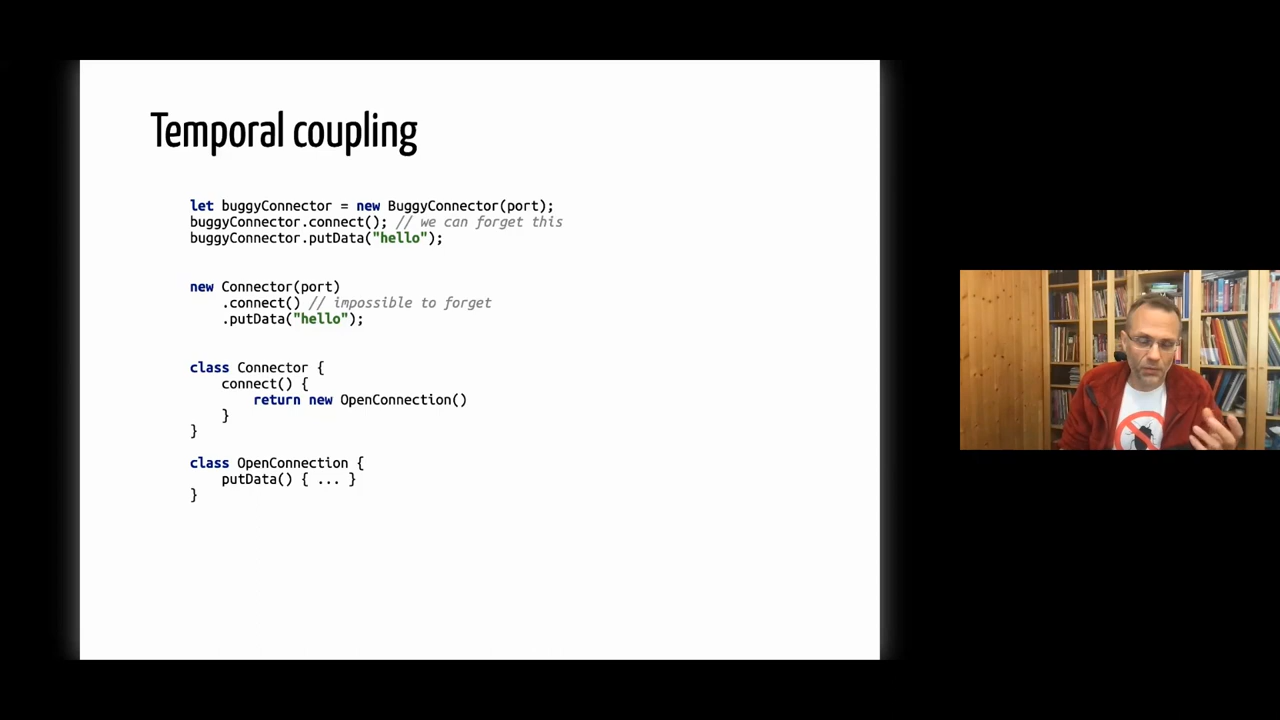 Temporal coupling
let buggyConnector = new BuggyConnector(port);
buggyConnector.connect(); // we can forget this
buggyConnector.putData("hello");
new Connector(port)
.connect() // impossible to forget
.putData("hello");
class Connector {
connect() {
return new OpenConnection()
}
}
class OpenConnection {
putData() { ... }
}